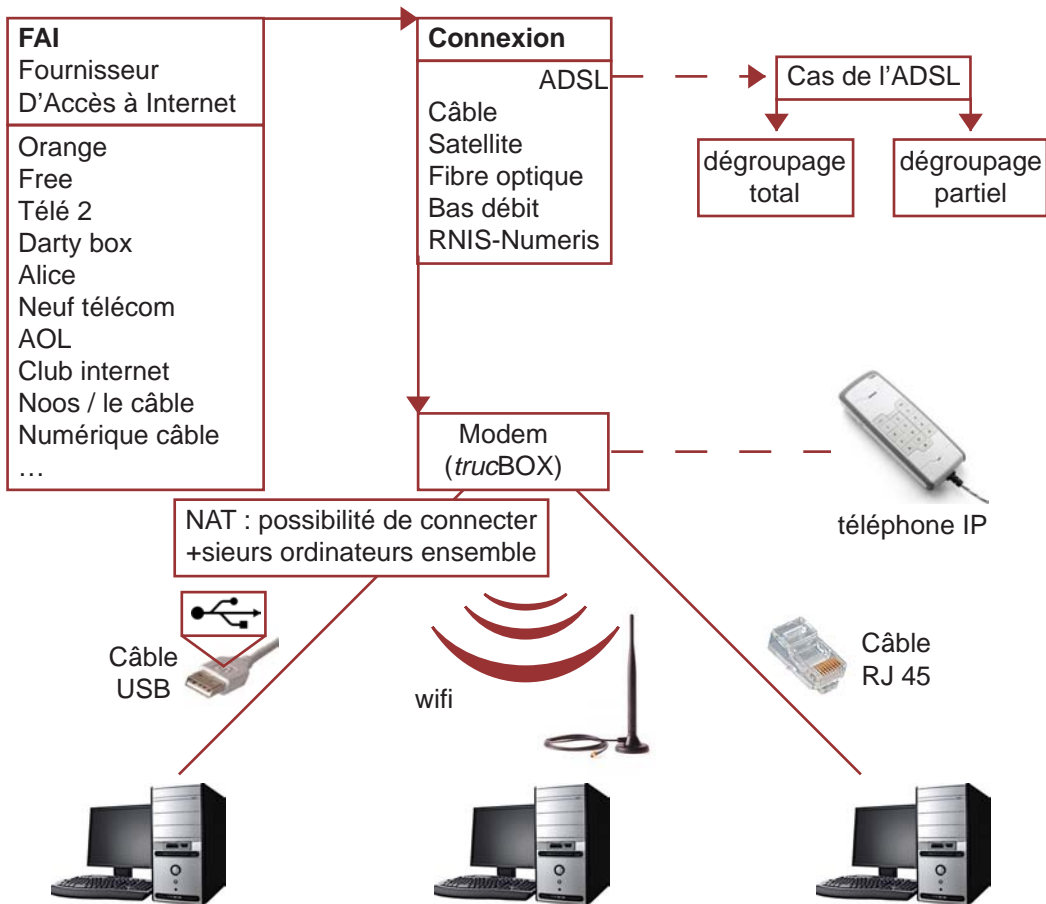 FAI
Fournisseur
D'Accès à Internet
Orange
Free
Télé 2
Darty box
Alice
Neuf télécom
AOL
Club internet
Noos / le câble
Numérique câble
…
Connexion
ADSL
Câble
Satellite
Fibre optique
Bas débit
RNIS-Numeris
Cas de l'ADSL
dégroupage
total
dégroupage
partiel
Modem
(trucBOX)
téléphone IP
NAT : possibilité de connecter
+sieurs ordinateurs ensemble
Câble
USB
wifi
Câble
RJ 45